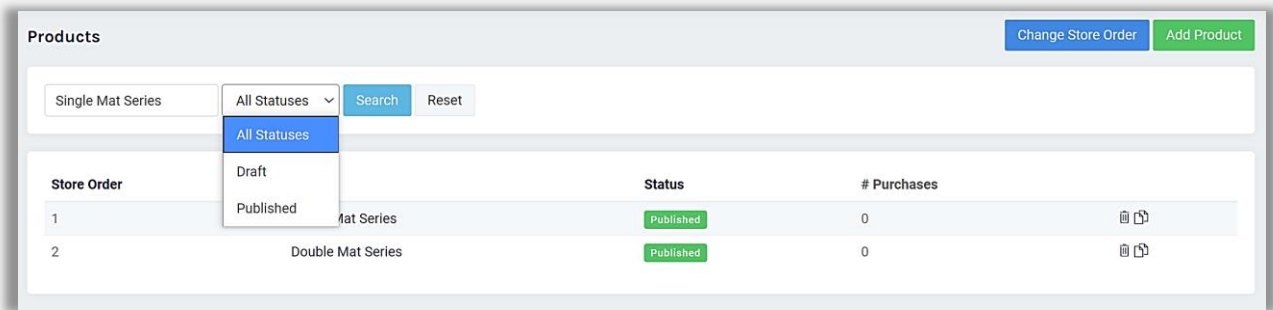 Products
Change Store Order
Add Product
Single Mat Series
All Statuses
Search
Reset
All Statuses
Draft
Published
Store Order
Status
# Purchases
1
Mat Series
Published
0
2
Double Mat Series
Published
0